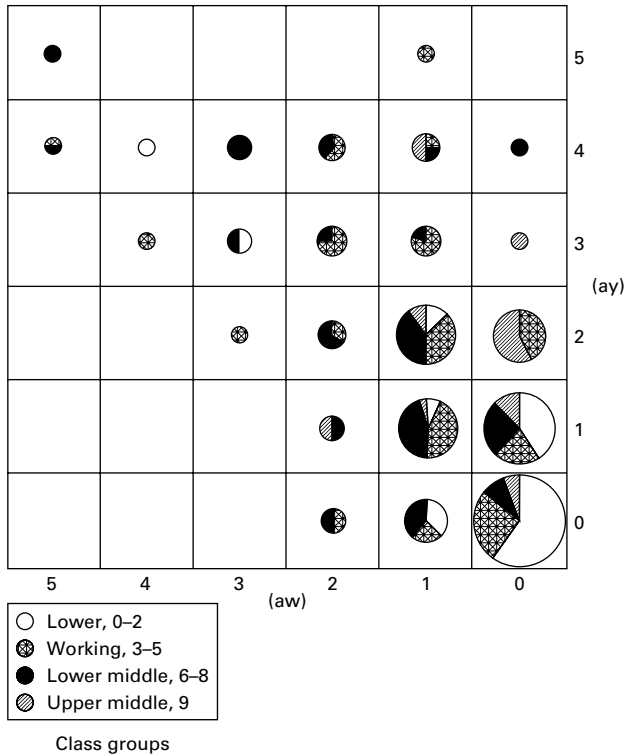 5
4
3
(ay)
2
1
0
5 4 3 2 1 0
(aw)
Lower, 0–2
Working, 3–5
Lower middle, 6–8
Upper middle, 9
Class groups